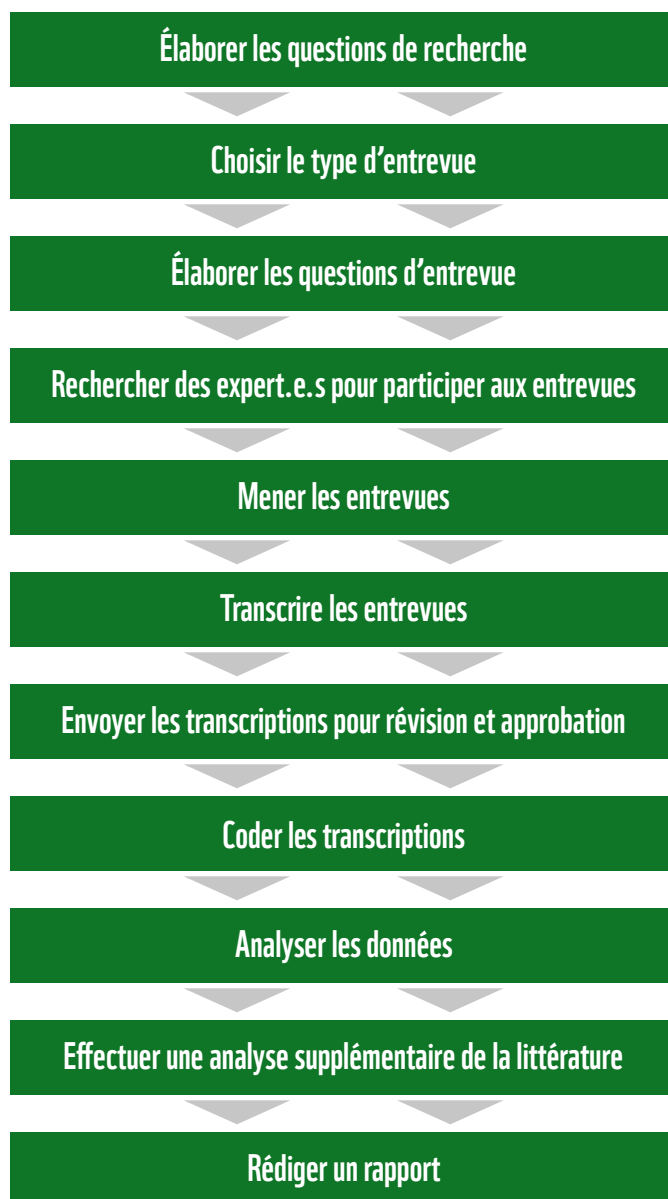 Élaborer les questions de recherche
Choisir le type d’entrevue
Élaborer les questions d’entrevue
Rechercher des expert.e.s pour participer aux entrevues
Mener les entrevues
Transcrire les entrevues
Envoyer les transcriptions pour révision et approbation
Coder les transcriptions
Analyser les données
Effectuer une analyse supplémentaire de la littérature
Rédiger un rapport